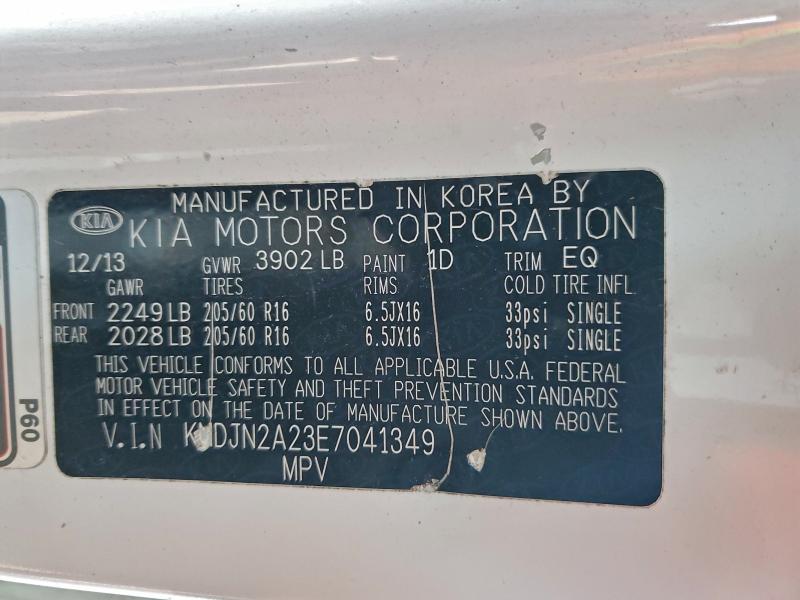 MANUFACTURED IN KOREA BY
KIA KIA MOTORS CORPORATION
12/13 GVWR 3902 LB PAINT 1D TRIM EQ
GAWR TIRES RIMS COLD TIRE INFL.
FRONT 2249 LB 205/60 R16 6.5JX16 33psi SINGLE
REAR 2028 LB 205/60 R16 6.5JX16 33psi SINGLE
THIS VEHICLE CONFORMS TO ALL APPLICABLE U.S.A. FEDERAL
MOTOR VEHICLE SAFETY AND THEFT PREVENTION STANDARDS
IN EFFECT ON THE DATE OF MANUFACTURE SHOWN ABOVE.
V.I.N KNDJN2A23E7041349
MPV
P60